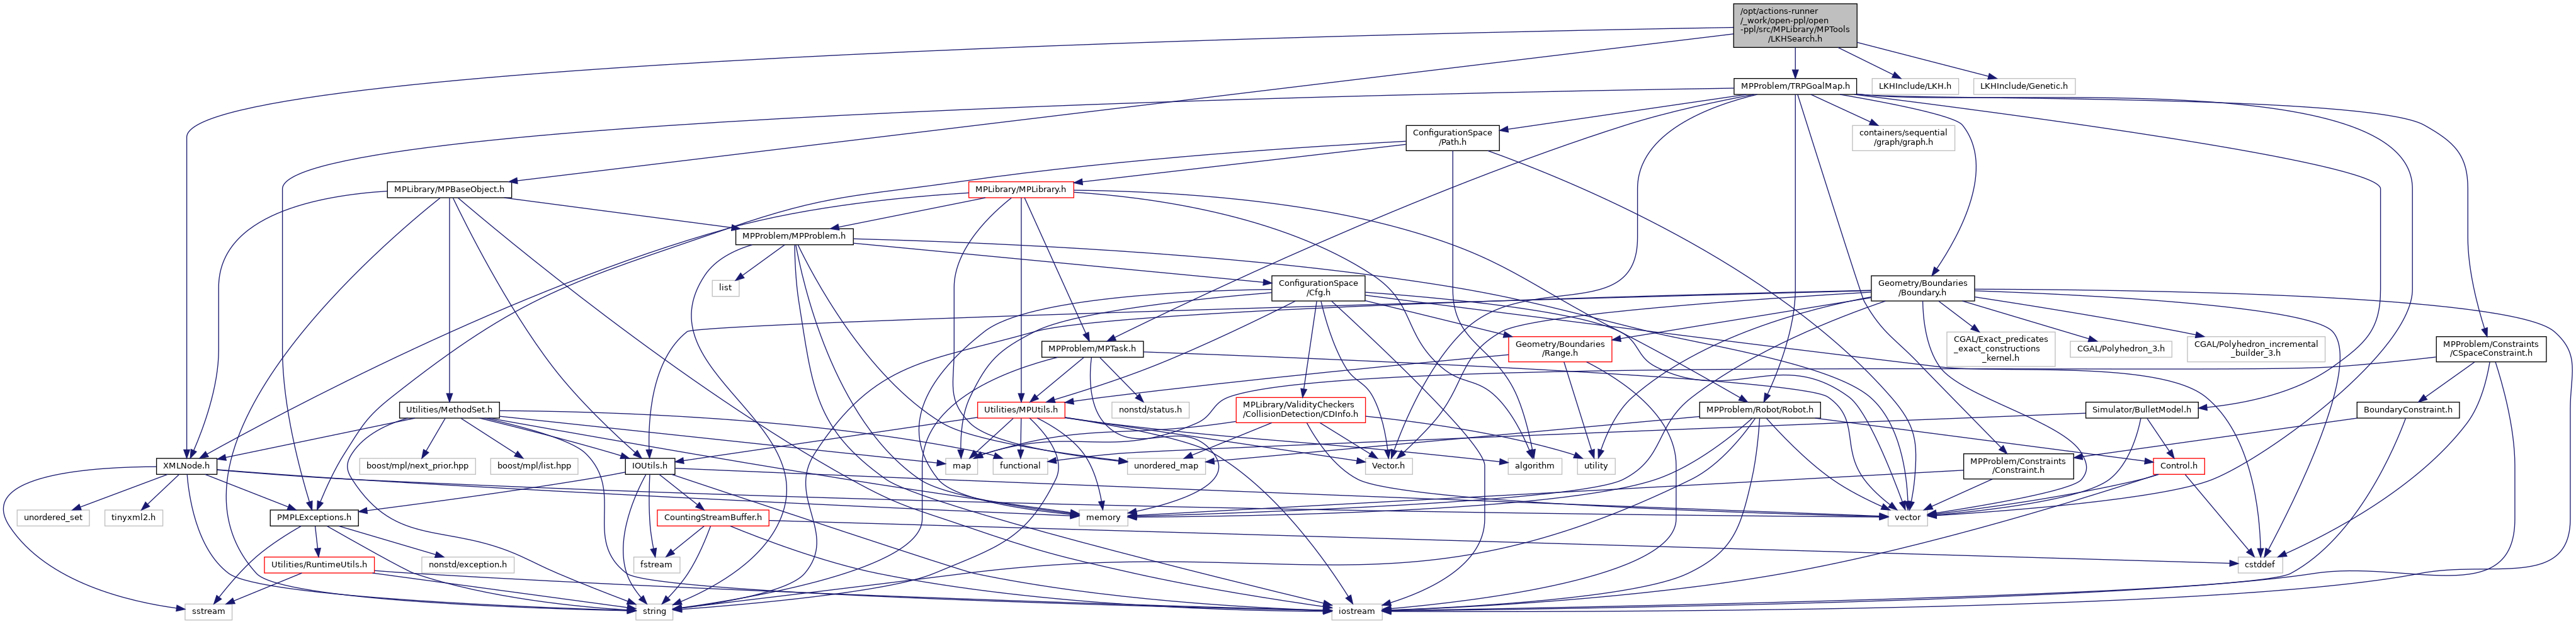 /opt/actions-runner
/_work/open-ppl/open
-ppl/src/MPLibrary/MPTools
/LKHSearch.h
MPProblem/TRPGoalMap.h
LKHInclude/LKH.h
LKHInclude/Genetic.h
ConfigurationSpace
/Path.h
containers/sequential
/graph/graph.h
MPLibrary/MPBaseObject.h
MPLibrary/MPLibrary.h
MPProblem/MPProblem.h
list
ConfigurationSpace
/Cfg.h
Geometry/Boundaries
/Boundary.h
MPProblem/MPTask.h
Geometry/Boundaries
/Range.h
CGAL/Exact_predicates
_exact_constructions
_kernel.h
CGAL/Polyhedron_3.h
CGAL/Polyhedron_incremental
_builder_3.h
MPProblem/Constraints
/CSpaceConstraint.h
Utilities/MethodSet.h
Utilities/MPUtils.h
nonstd/status.h
MPLibrary/ValidityCheckers
/CollisionDetection/CDInfo.h
MPProblem/Robot/Robot.h
Simulator/BulletModel.h
BoundaryConstraint.h
XMLNode.h
boost/mpl/next_prior.hpp
boost/mpl/list.hpp
IOUtils.h
map
functional
unordered_map
Vector.h
algorithm
utility
MPProblem/Constraints
/Constraint.h
Control.h
unordered_set
tinyxml2.h
PMPLExceptions.h
CountingStreamBuffer.h
memory
vector
Utilities/RuntimeUtils.h
nonstd/exception.h
fstream
cstddef
sstream
string
iostream